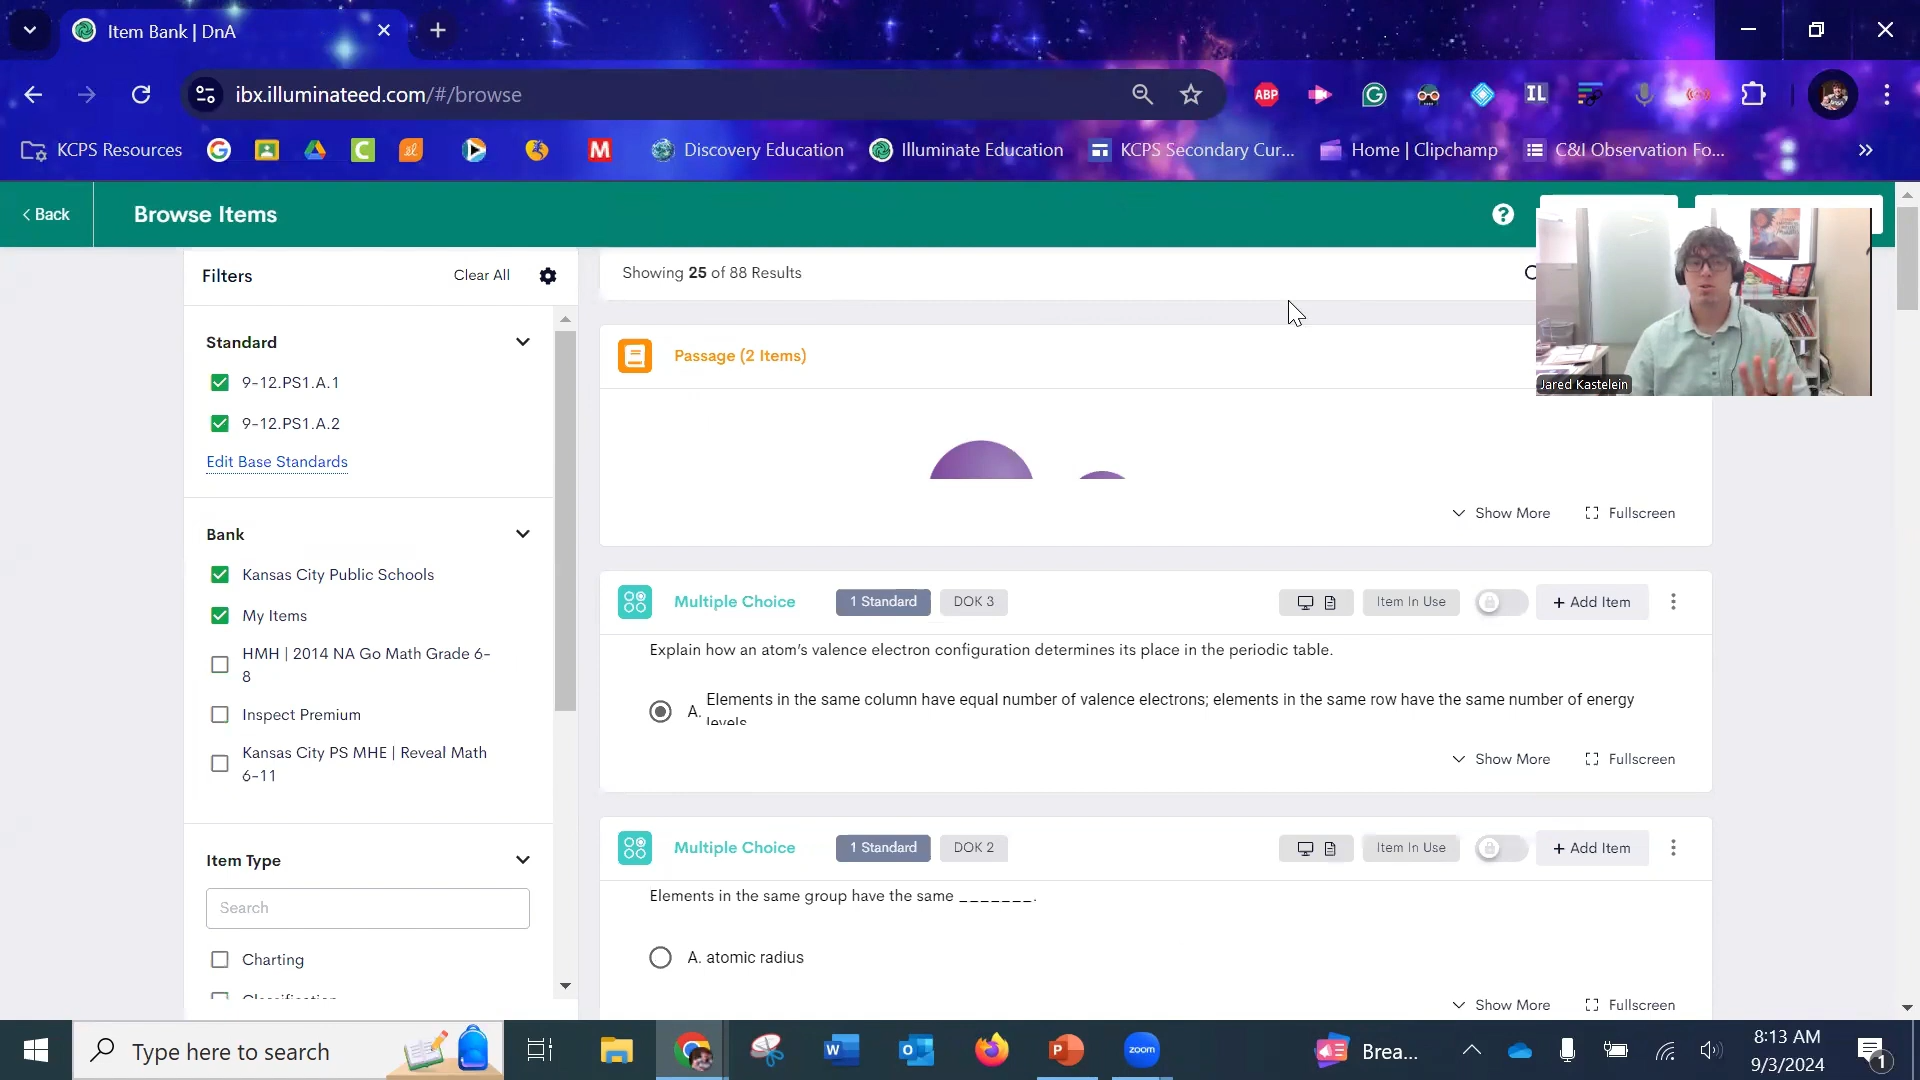 Item Bank | DnA
ibx.illuminateed.com/#/browse
ABP
IL
KCPS Resources
Discovery Education
Illuminate Education
KCPS Secondary Cur...
Home | Clipchamp
C&I Observation Fo...
Back
Browse Items
Filters
Clear All
Showing 25 of 88 Results
Standard
9-12.PS1.A.1
9-12.PS1.A.2
Edit Base Standards
Passage (2 Items)
Jared Kastelein
Show More
Fullscreen
Bank
Kansas City Public Schools
My Items
HMH | 2014 NA Go Math Grade 6-
8
Inspect Premium
Kansas City PS MHE | Reveal Math
6-11
Multiple Choice
1 Standard
DOK 3
Item In Use
+ Add Item
Explain how an atom's valence electron configuration determines its place in the periodic table.
A. Elements in the same column have equal number of valence electrons; elements in the same row have the same number of energy
levels
Show More
Fullscreen
Item Type
Search
Charting
Classification
Multiple Choice
1 Standard
DOK 2
Item In Use
+ Add Item
Elements in the same group have the same _______.
A. atomic radius
Show More
Fullscreen
Type here to search
zoom
Brea...
8:13 AM
9/3/2024
1